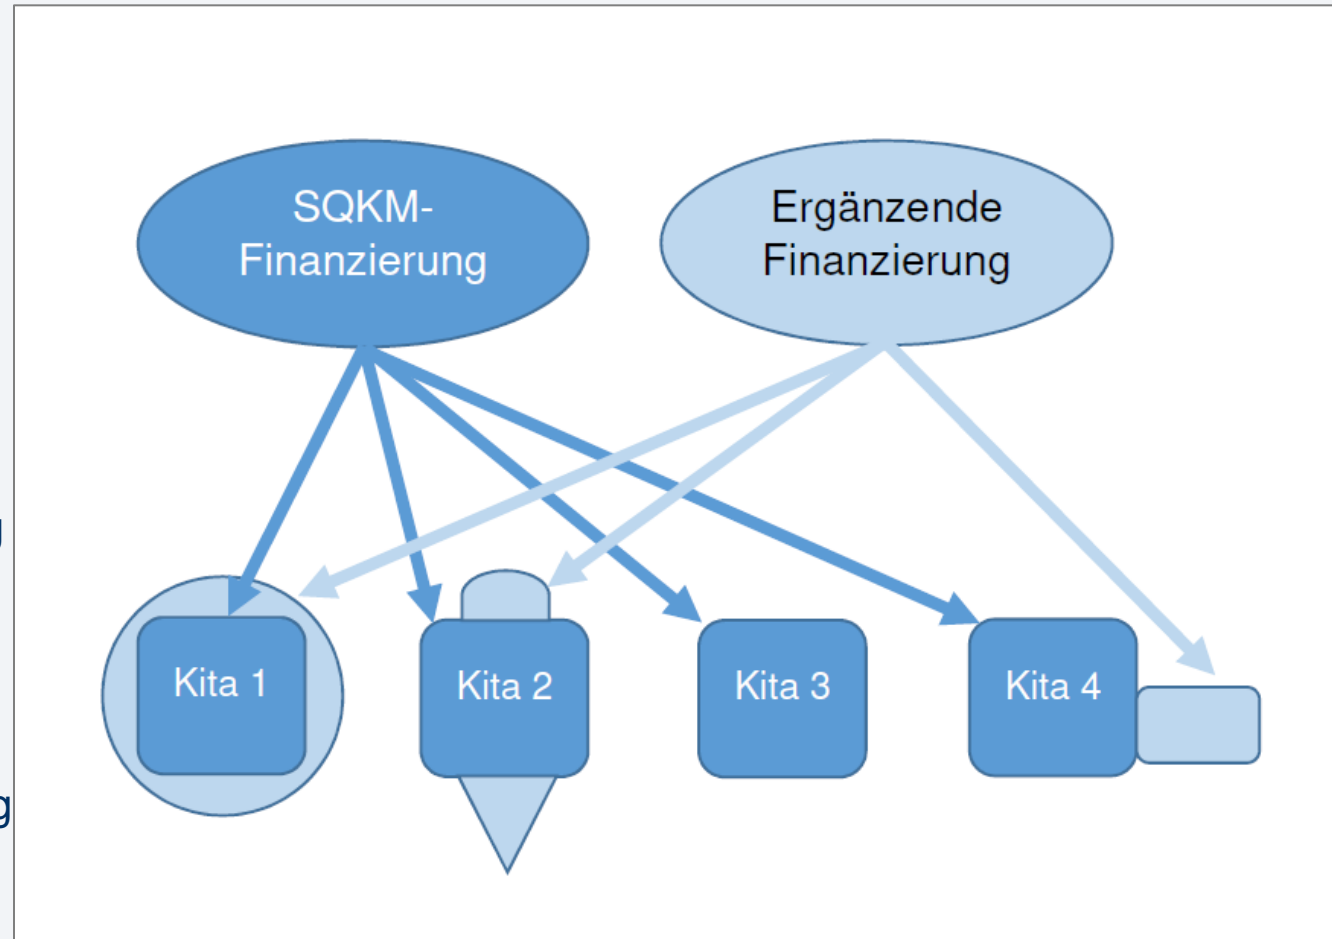 SQKM-
Finanzierung
Ergänzende
Finanzierung
g
g
Kita 1
Kita 2
Kita 3
Kita 4